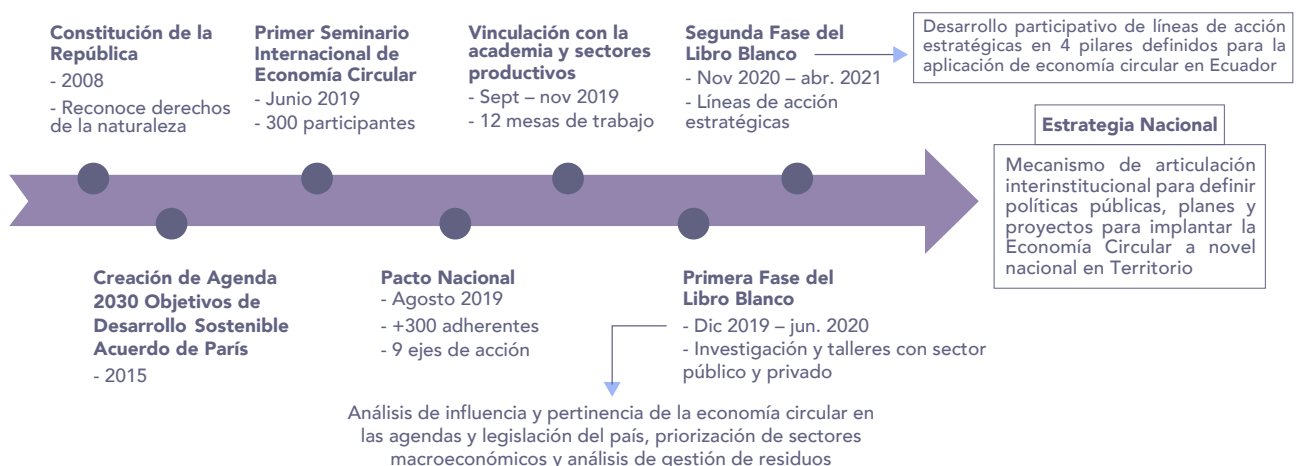 Constitución de la
República
- 2008
- Reconoce derechos
de la naturaleza
Primer Seminario
Internacional de
Economía Circular
- Junio 2019
- 300 participantes
Vinculación con la
academia y sectores
productivos
- Sept – nov 2019
- 12 mesas de trabajo
Segunda Fase del
Libro Blanco
- Nov 2020 – abr. 2021
- Líneas de acción
estratégicas
Desarrollo participativo de líneas de acción
estratégicas en 4 pilares definidos para la
aplicación de economía circular en Ecuador
Estrategia Nacional
Mecanismo de articulación
interinstitucional para definir
políticas públicas, planes y
proyectos para implantar la
Economía Circular a novel
nacional en Territorio
Creación de Agenda
2030 Objetivos de
Desarrollo Sostenible
Acuerdo de París
- 2015
Pacto Nacional
- Agosto 2019
- +300 adherentes
- 9 ejes de acción
Primera Fase del
Libro Blanco
- Dic 2019 – jun. 2020
- Investigación y talleres con sector
público y privado
Análisis de influencia y pertinencia de la economía circular en
las agendas y legislación del país, priorización de sectores
macroeconómicos y análisis de gestión de residuos